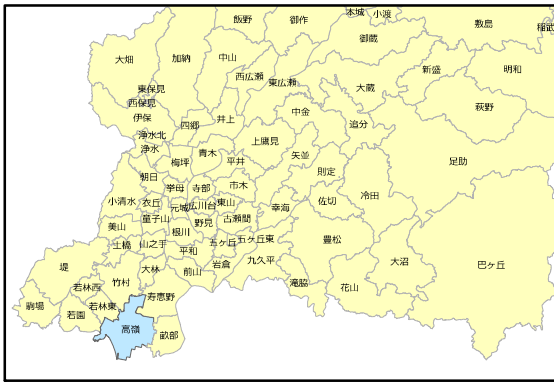 本城
小渡
飯野
御作
敷島
稲武
御蔵
大畑
加納
中山
西広瀬
東広瀬
新盛
明和
大蔵
萩野
東保見
西保見
伊保
四郷
井上
中金
追分
浄水北
浄水
上鷹見
青木
平井
矢並
足助
梅坪
則定
朝日
挙母
寺部
市木
冷田
小清水
衣丘
元城
広川台
東山
幸海
佐切
童子山
野見
古瀬間
美山
根川
土橋
山之手
平和
五ケ丘
五ヶ丘東
豊松
大沼
巴ケ丘
堤
大林
前山
岩倉
九久平
竹村
滝脇
花山
若林西
寿恵野
駒場
若林東
若園
高嶺
畝部